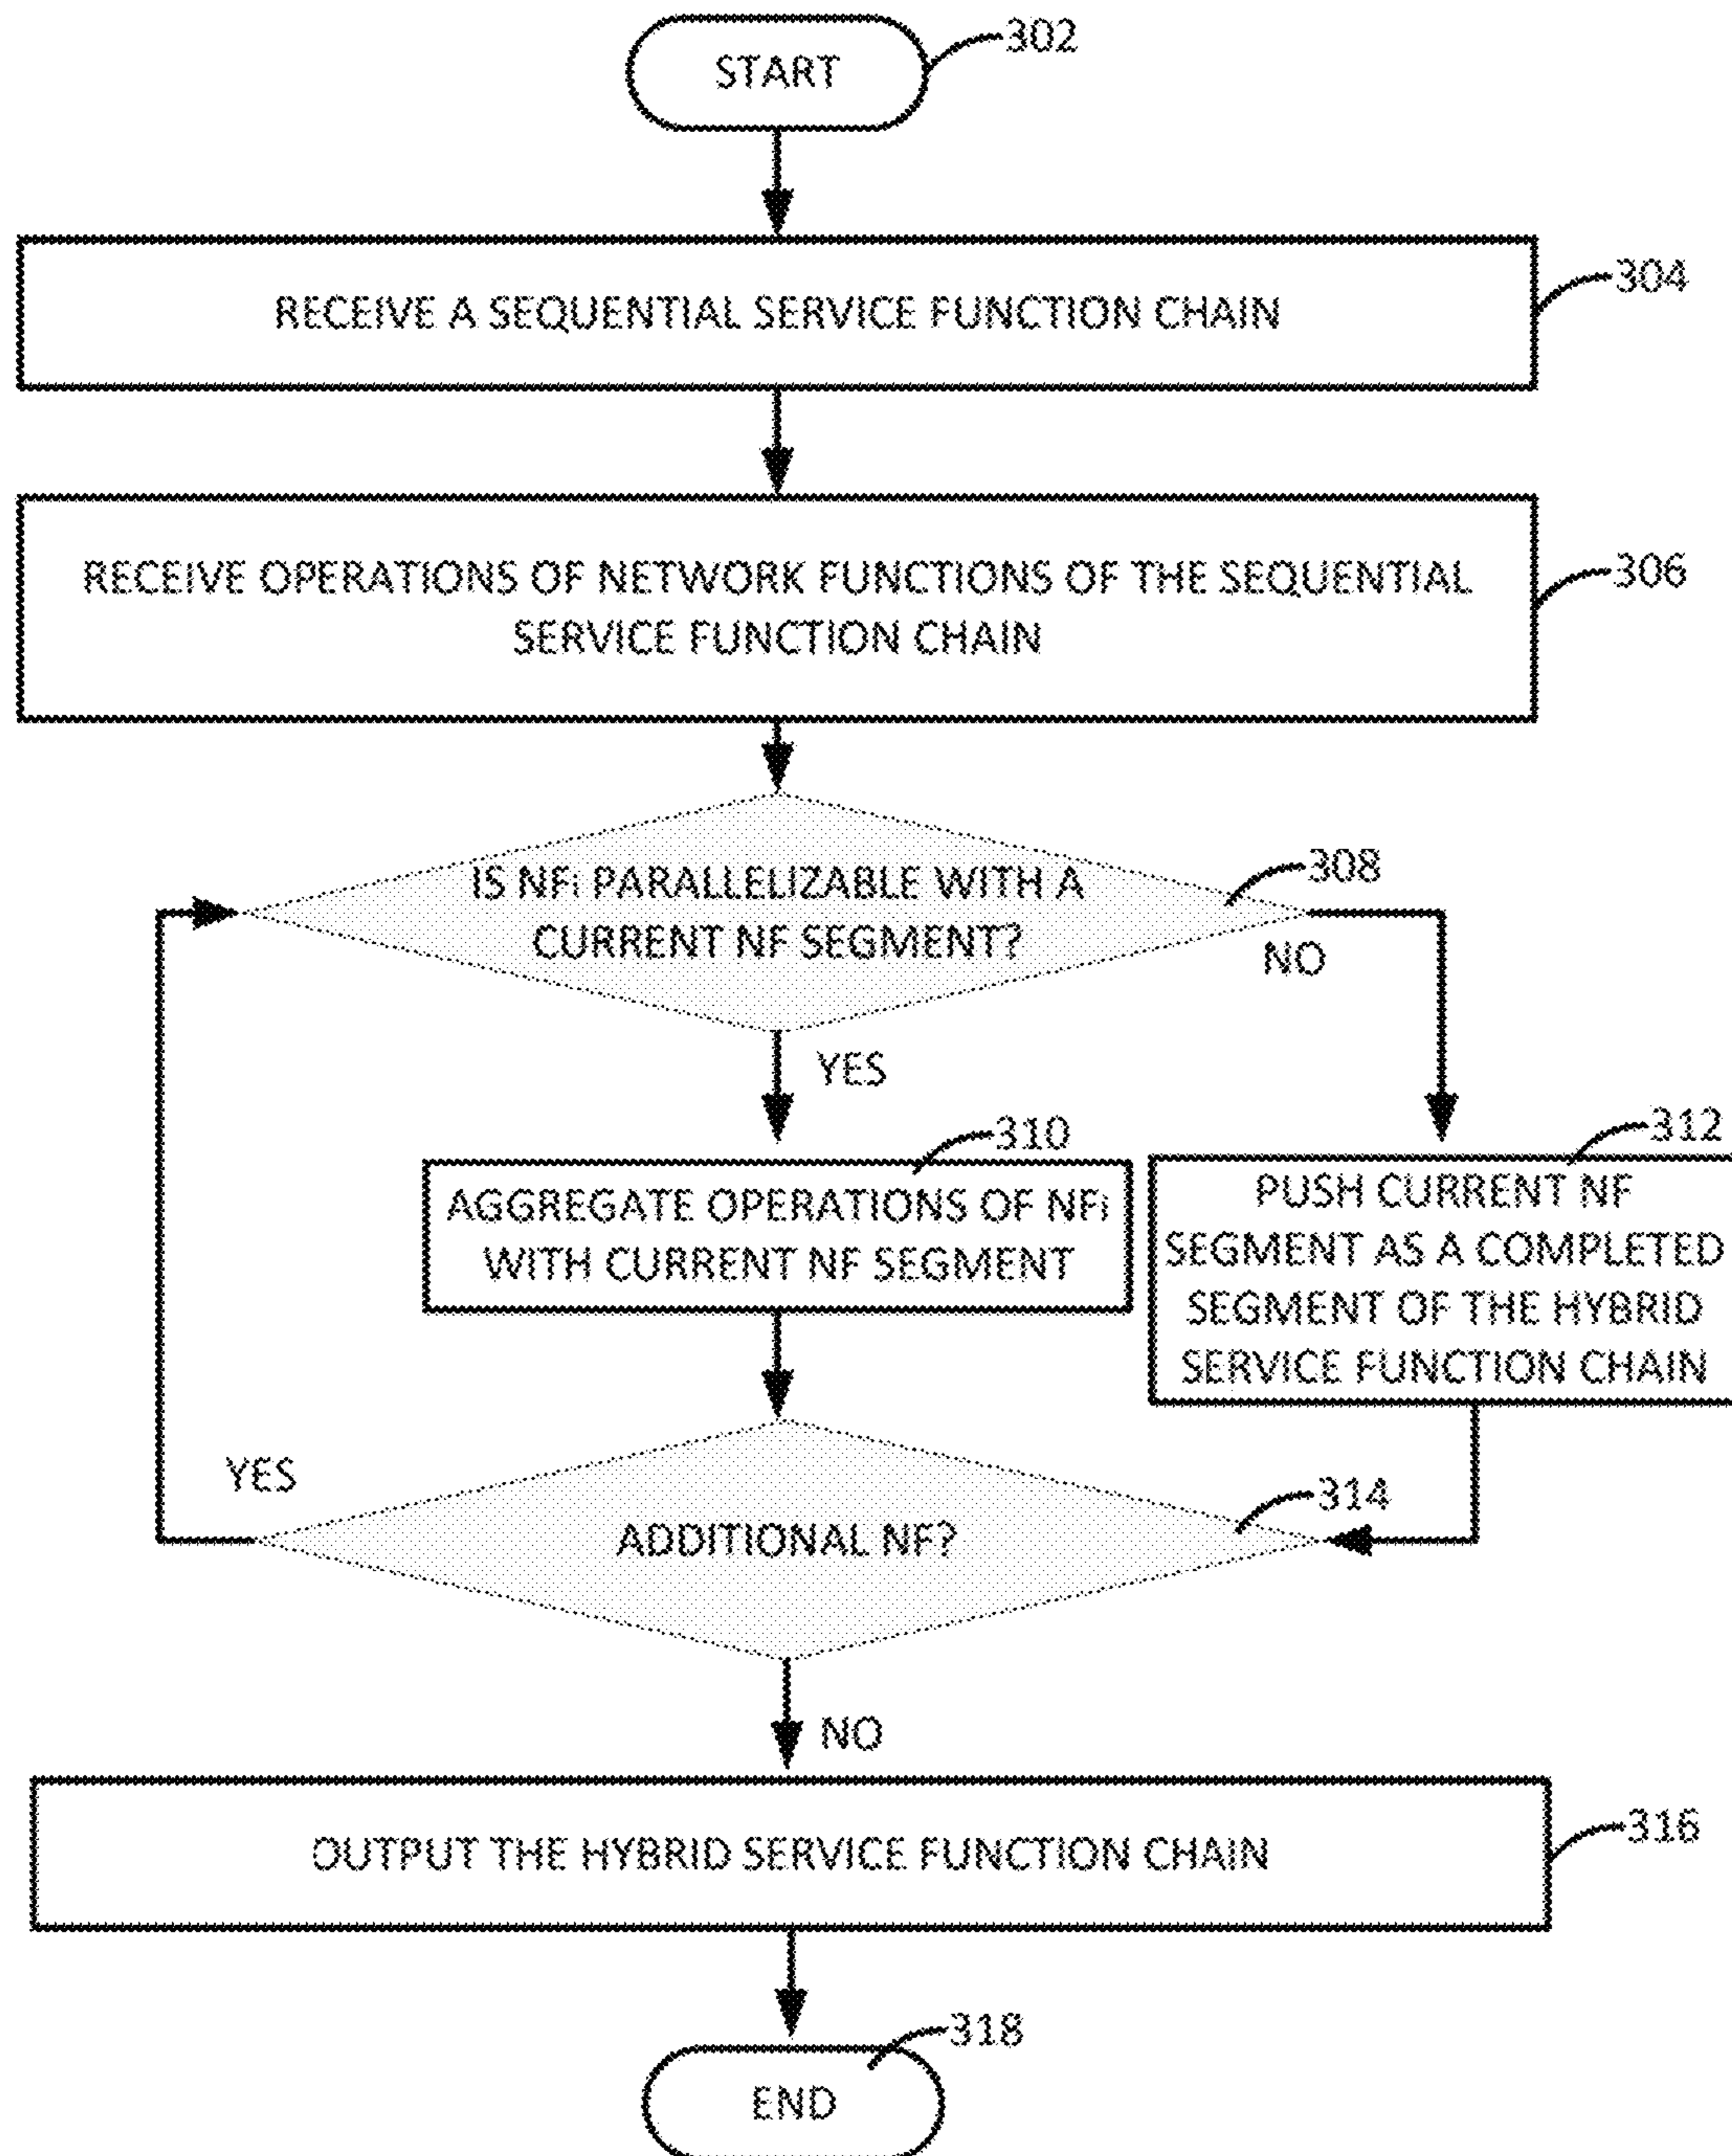 302
START
304
RECEIVE A SEQUENTIAL SERVICE FUNCTION CHAIN
306
RECEIVE OPERATIONS OF NETWORK FUNCTIONS OF THE SEQUENTIAL
SERVICE FUNCTION CHAIN
308
IS NFi PARALLELIZABLE WITH A
CURRENT NF SEGMENT?
NO
YES
310
AGGREGATE OPERATIONS OF NFi
WITH CURRENT NF SEGMENT
312
PUSH CURRENT NF
SEGMENT AS A COMPLETED
SEGMENT OF THE HYBRID
SERVICE FUNCTION CHAIN
YES
314
ADDITIONAL NF?
NO
316
OUTPUT THE HYBRID SERVICE FUNCTION CHAIN
318
END